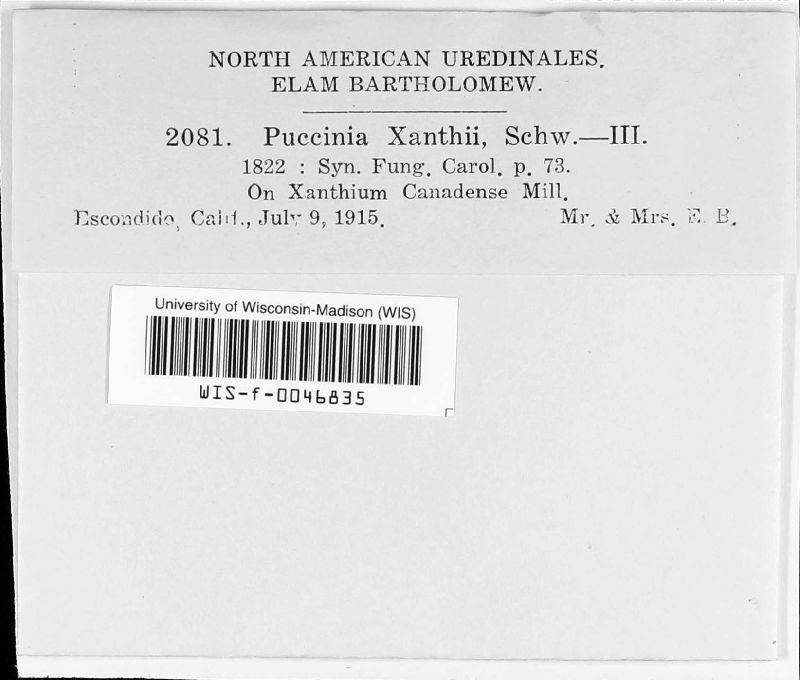 NORTH AMERICAN UREDINALES.
ELAM BARTHOLOMEW.
2081. Puccinia Xanthii, Schw.—III.
1822 : Syn. Fung. Carol. p. 73.
On Xanthium Canadense Mill.
Escondido, Calif., July 9, 1915. Mr. & Mrs. E. B.
University of Wisconsin-Madison (WIS)
WIS-f-0046835